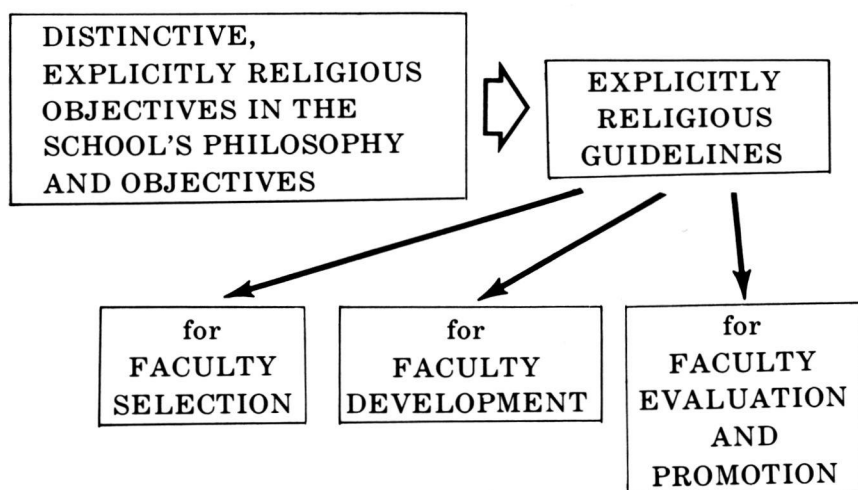 DISTINCTIVE,
EXPLICITLY RELIGIOUS
OBJECTIVES IN THE
SCHOOL'S PHILOSOPHY
AND OBJECTIVES
EXPLICITLY
RELIGIOUS
GUIDELINES
for
FACULTY
SELECTION
for
FACULTY
DEVELOPMENT
for
FACULTY
EVALUATION
AND
PROMOTION